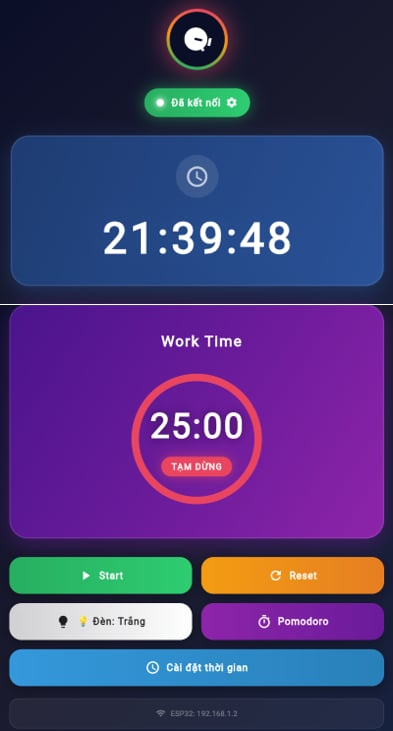 Đã kết nối
21:39:48
Work Time
25:00
TẠM DỪNG
Start
Reset
💡 Đèn: Trắng
Pomodoro
Cài đặt thời gian
ESP32: 192.168.1.2